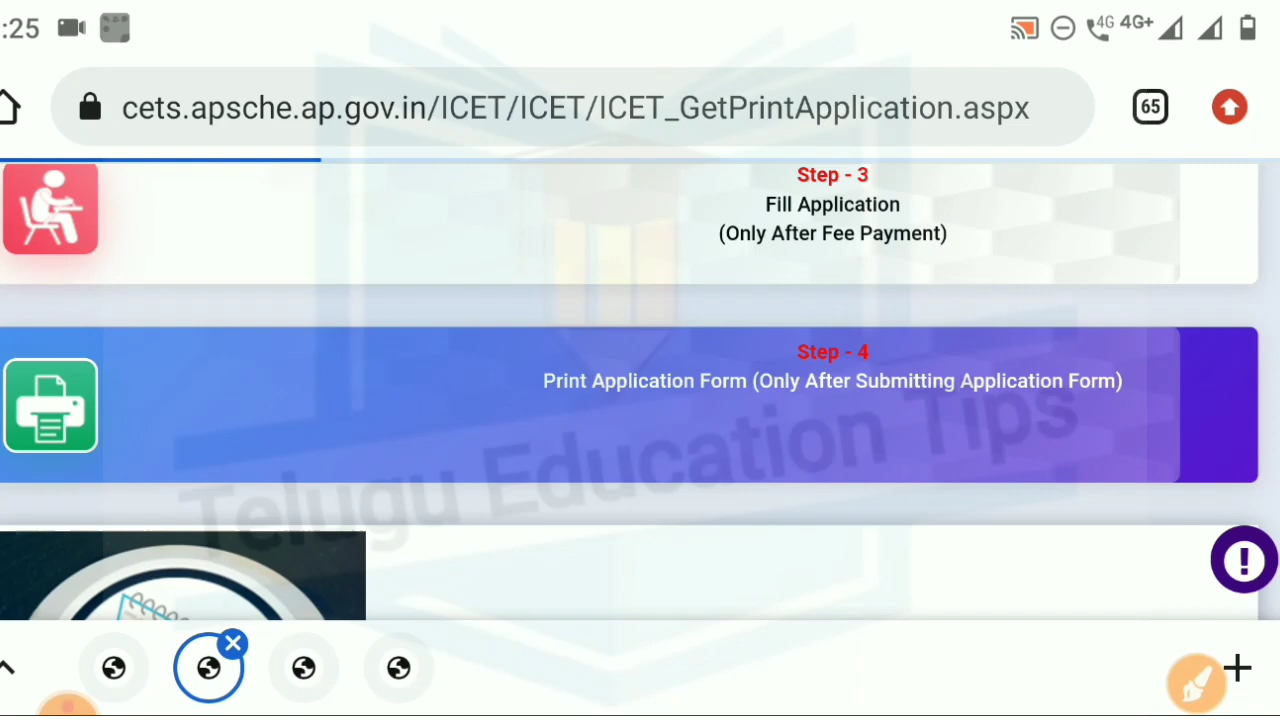 :25
4G 4G+
cets.apsche.ap.gov.in/ICET/ICET/ICET_GetPrintApplication.aspx
65
Step - 3
Fill Application
(Only After Fee Payment)
Step - 4
Print Application Form (Only After Submitting Application Form)
Telugu Education Tips